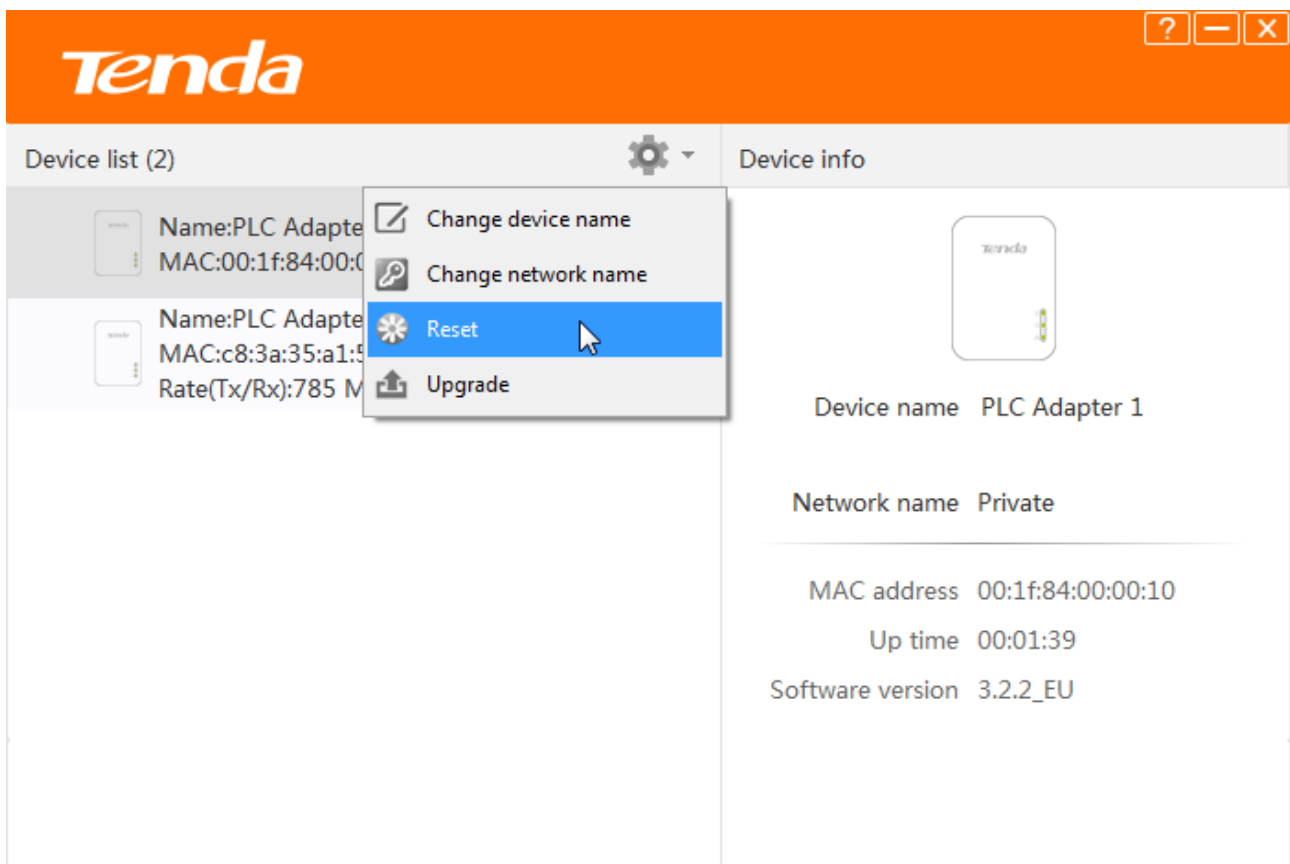 Tenda
Device list (2)
Device info
Name:PLC Adapte
MAC:00:1f:84:00:0
Name:PLC Adapte
MAC:c8:3a:35:a1:5
Rate(Tx/Rx):785 M
Change device name
Change network name
Reset
Upgrade
Tenda
Device name PLC Adapter 1
Network name Private
MAC address 00:1f:84:00:00:10
Up time 00:01:39
Software version 3.2.2_EU